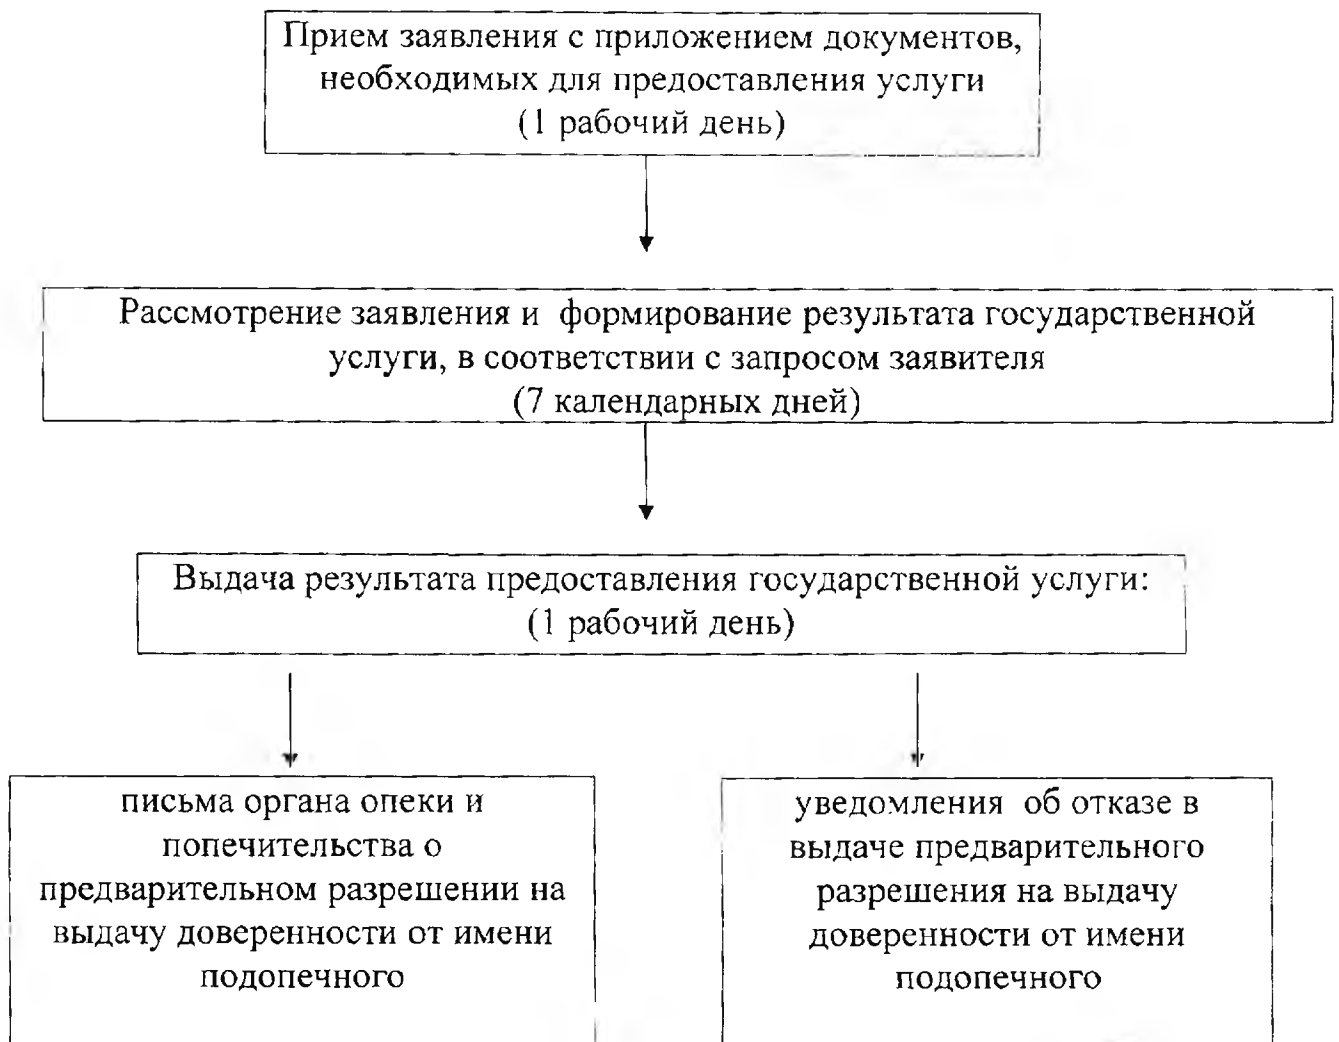 Прием заявления с приложением документов,
необходимых для предоставления услуги
(1 рабочий день)
Рассмотрение заявления и формирование результата государственной
услуги, в соответствии с запросом заявителя
(7 календарных дней)
Выдача результата предоставления государственной услуги:
(1 рабочий день)
письма органа опеки и
попечительства о
предварительном разрешении на
выдачу доверенности от имени
подопечного
уведомления об отказе в
выдаче предварительного
разрешения на выдачу
доверенности от имени
подопечного